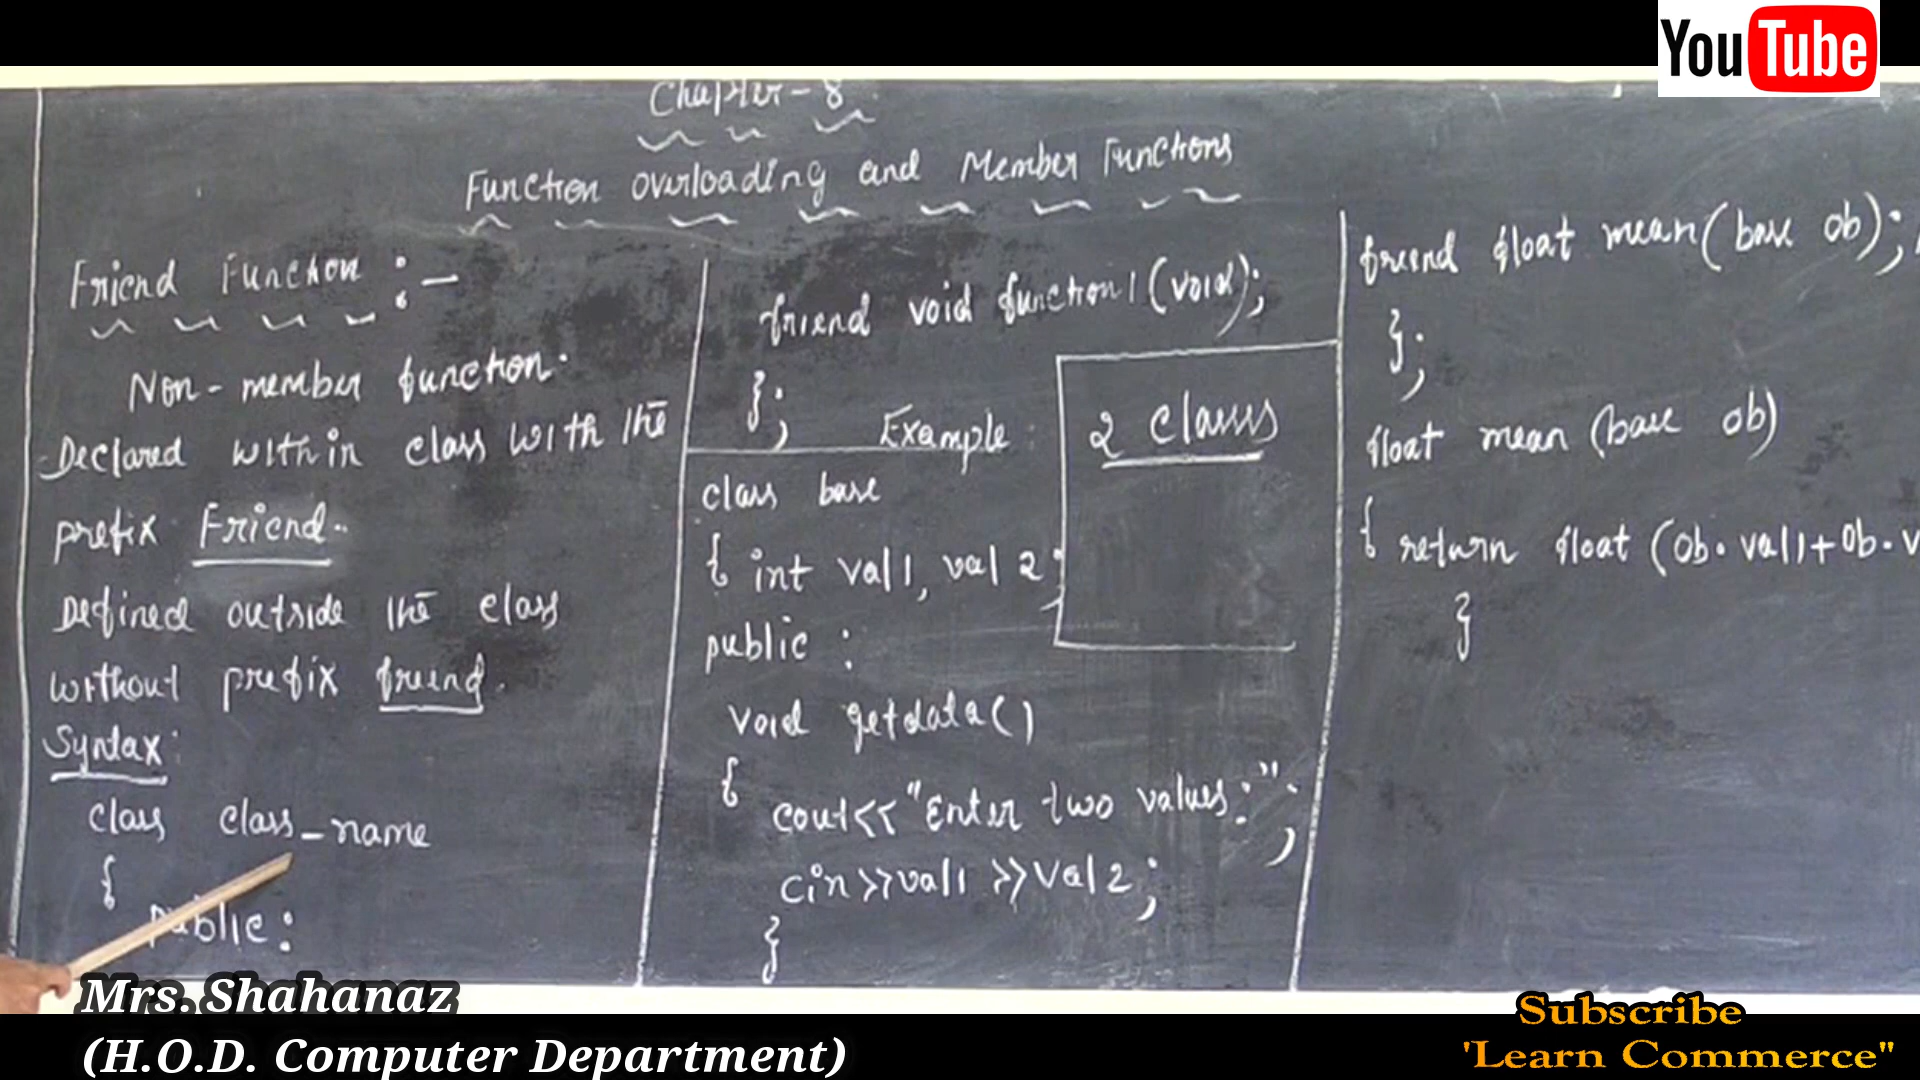 YouTube
Chapter - 8
Function overloading and Member Functions
Friend Function :-
Non-member function.
Declared within class with the
prefix Friend.
Defined outside the class
without prefix friend.
Syntax:
class class_name
{
public:
friend void function1(void);
};
Example:
2 class
class base
{ int val1, val2;
public:
void getdata()
{
cout<<"Enter two values:";
cin>>val1>>val2;
}
friend float mean(base ob);
};
float mean (base ob)
{ return float (ob.val1+ob.v
}
Mrs. Shahanaz
(H.O.D. Computer Department)
Subscribe
'Learn Commerce"